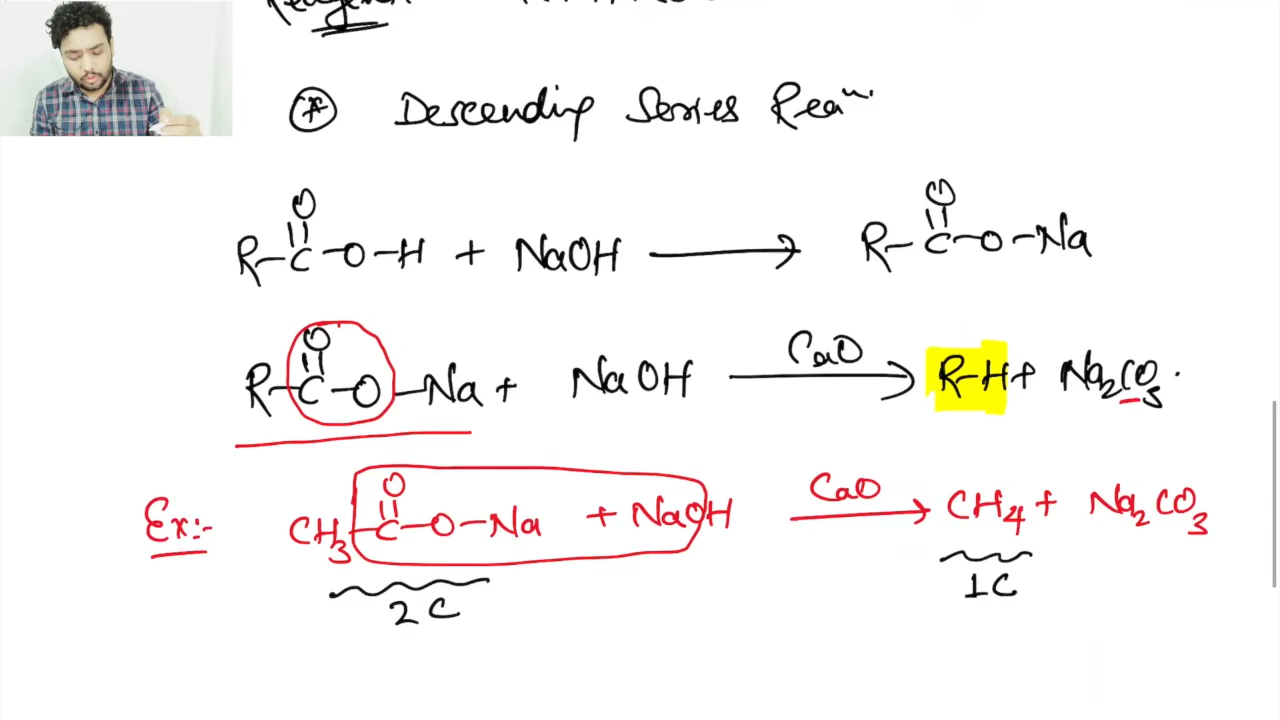 Ⓐ Descending Series Reaⁿ.
R-C(=O)-O-H + NaOH ⟶ R-C(=O)-O-Na
R-C(=O)-O-Na + NaOH ⟶ (CaO) R-H + Na₂CO₃.
Ex:- CH₃-C(=O)-O-Na + NaOH ⟶ (CaO) CH₄ + Na₂CO₃
2C 1C